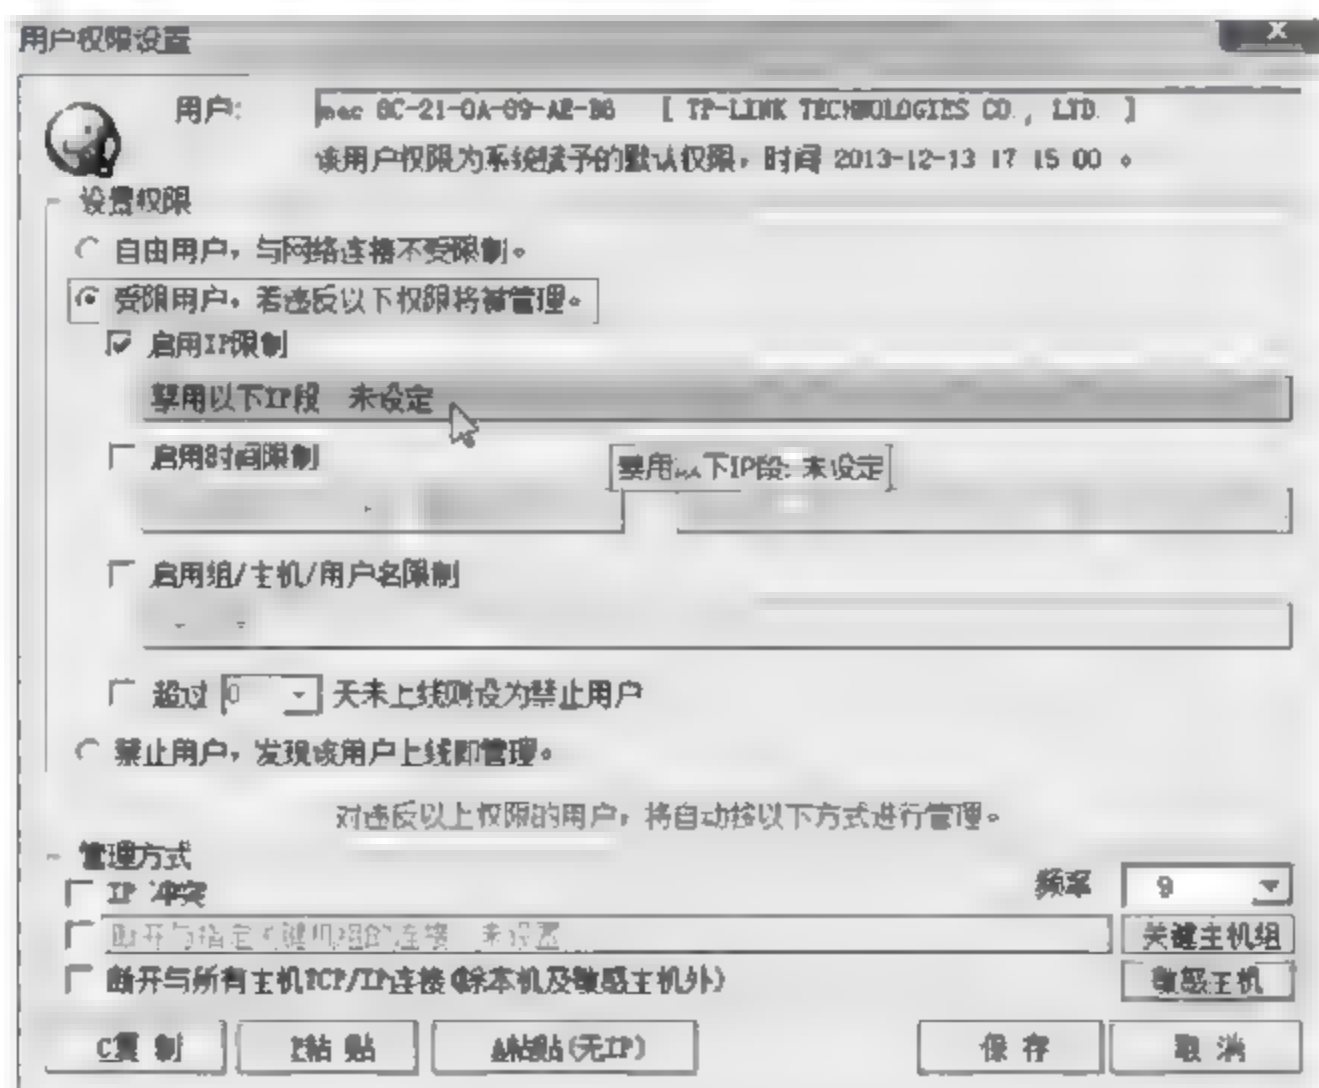 用户权限设置
用户: mac 8C-21-0A-89-AE-B6 [ TP-LINK TECHNOLOGIES CO., LTD. ]
该用户权限为系统赋予的默认权限，时间 2013-12-13 17 15 00 。
设置权限
自由用户，与网络连接不受限制。
受限用户，若违反以下权限将被管理。
启用IP限制
禁用以下IP段 未设定
启用时间限制
禁用以下IP段: 未设定
启用组/主机/用户名限制
超过 0 天未上线则设为禁止用户
禁止用户，发现该用户上线即管理。
对违反以上权限的用户，将自动按以下方式进行管理。
管理方式
IP 冲突 频率 9
断开与指定关键主机组的连接 未设置 关键主机组
断开与所有主机TCP/IP连接(除本机及敏感主机外) 敏感主机
C复 制 P粘 贴 A粘贴(无IP) 保 存 取 消